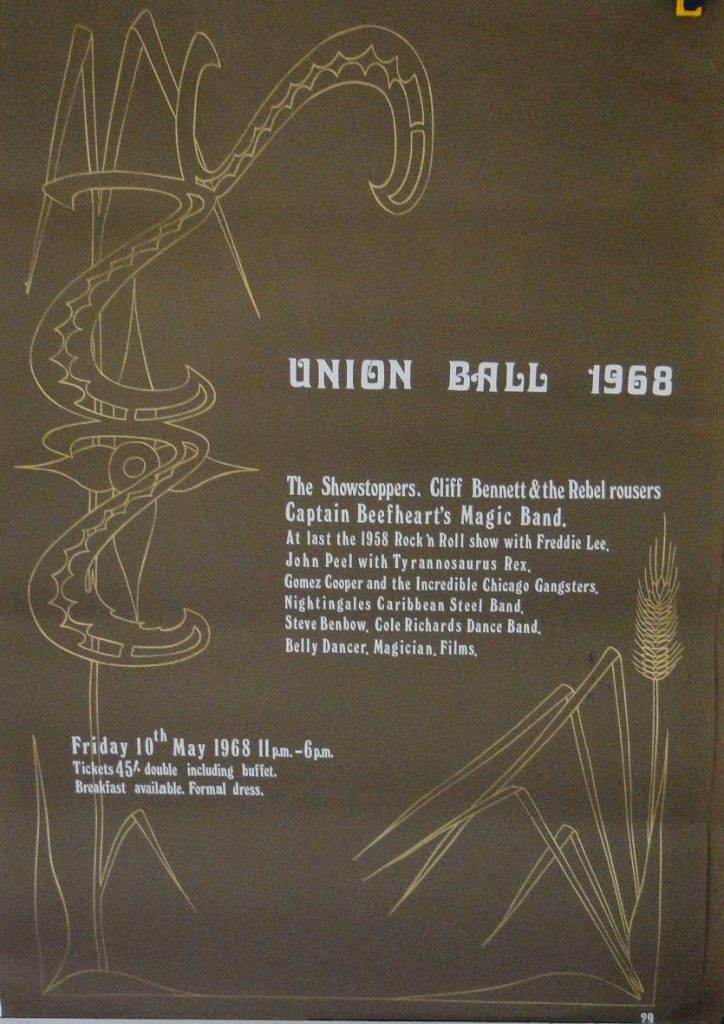 UNION BALL 1968
The Showstoppers. Cliff Bennett & the Rebel rousers
Captain Beefheart's Magic Band.
At last the 1958 Rock 'n Roll show with Freddie Lee.
John Peel with Tyrannosaurus Rex.
Gomez Cooper and the Incredible Chicago Gangsters.
Nightingales Caribbean Steel Band.
Steve Benbow. Cole Richards Dance Band.
Belly Dancer. Magician. Films.
Friday 10th May 1968 11 p.m. - 6 p.m.
Tickets 45/- double including buffet.
Breakfast available. Formal dress.
29